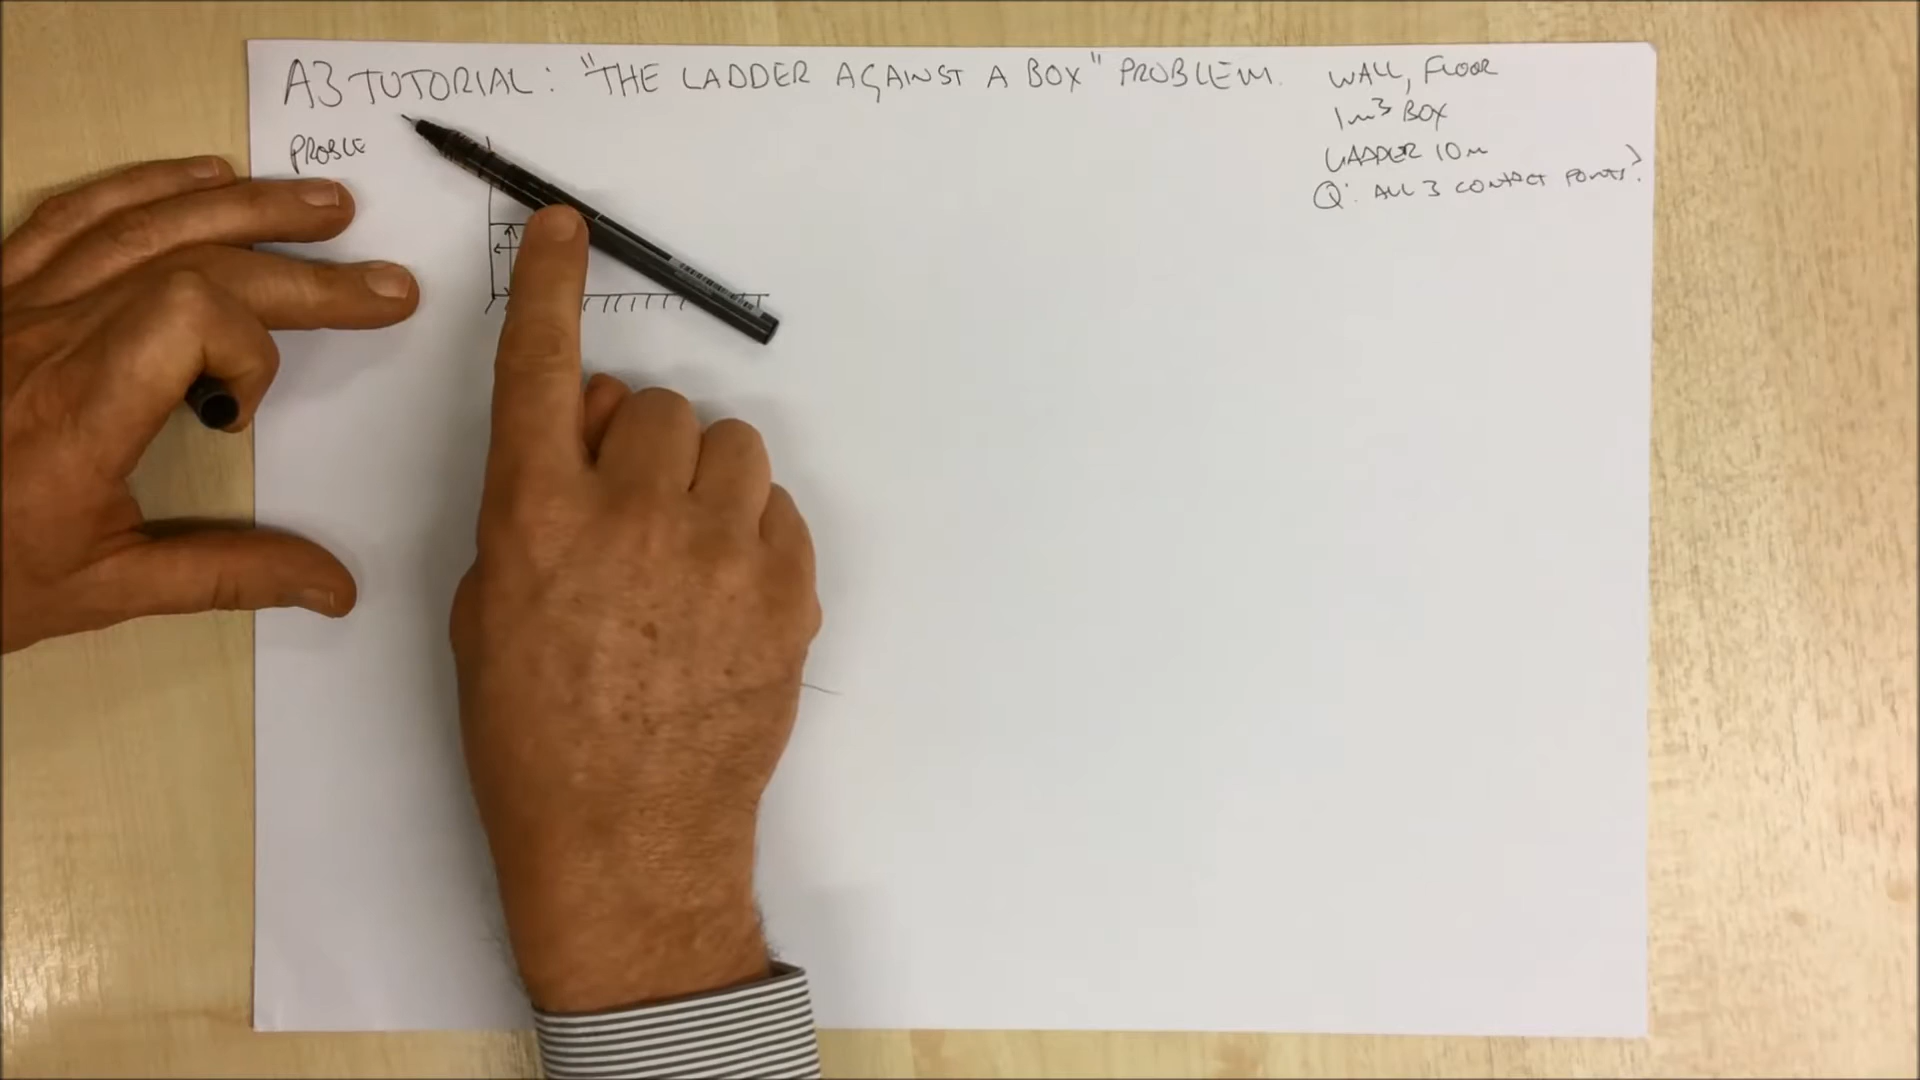 A3 TUTORIAL: "THE LADDER AGAINST A BOX" PROBLEM.
PROBLE
WALL, FLOOR
1m³ BOX
LADDER 10m
Q: ALL 3 CONTACT POINTS?